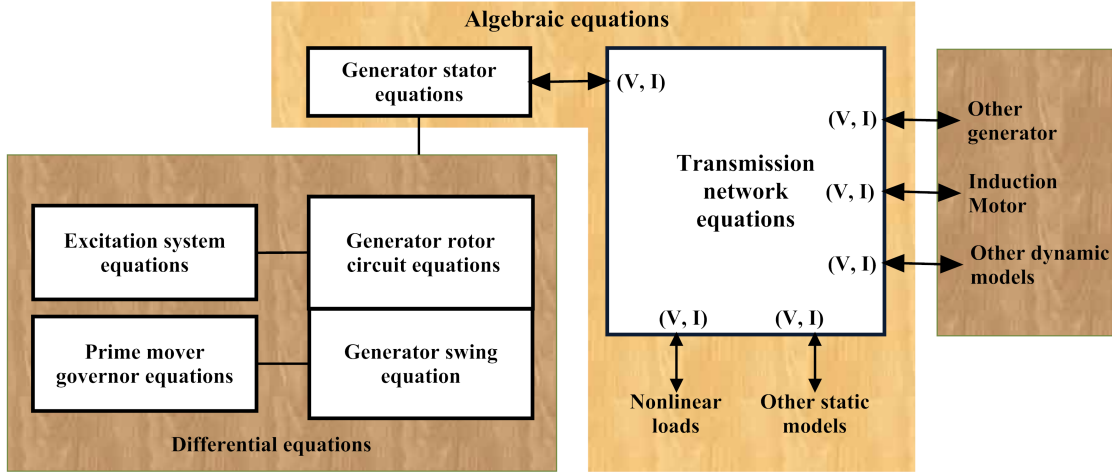 Algebraic equations
Generator stator
equations
(V, I)
(V, I)
Other
generator
Transmission
network
equations
(V, I)
Induction
Motor
(V, I)
Other dynamic
models
Excitation system
equations
Generator rotor
circuit equations
Prime mover
governor equations
Generator swing
equation
(V, I)
(V, I)
Nonlinear
loads
Other static
models
Differential equations